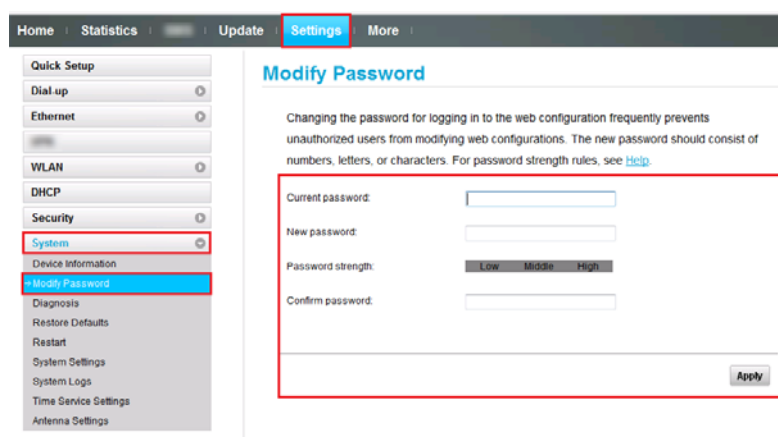 Home Statistics Update Settings More
Quick Setup
Dial-up
Ethernet
WLAN
DHCP
Security
System
Device Information
Modify Password
Diagnosis
Restore Defaults
Restart
System Settings
System Logs
Time Service Settings
Antenna Settings
Modify Password
Changing the password for logging in to the web configuration frequently prevents
unauthorized users from modifying web configurations. The new password should consist of
numbers, letters, or characters. For password strength rules, see Help.
Current password:
New password:
Password strength: Low Middle High
Confirm password:
Apply